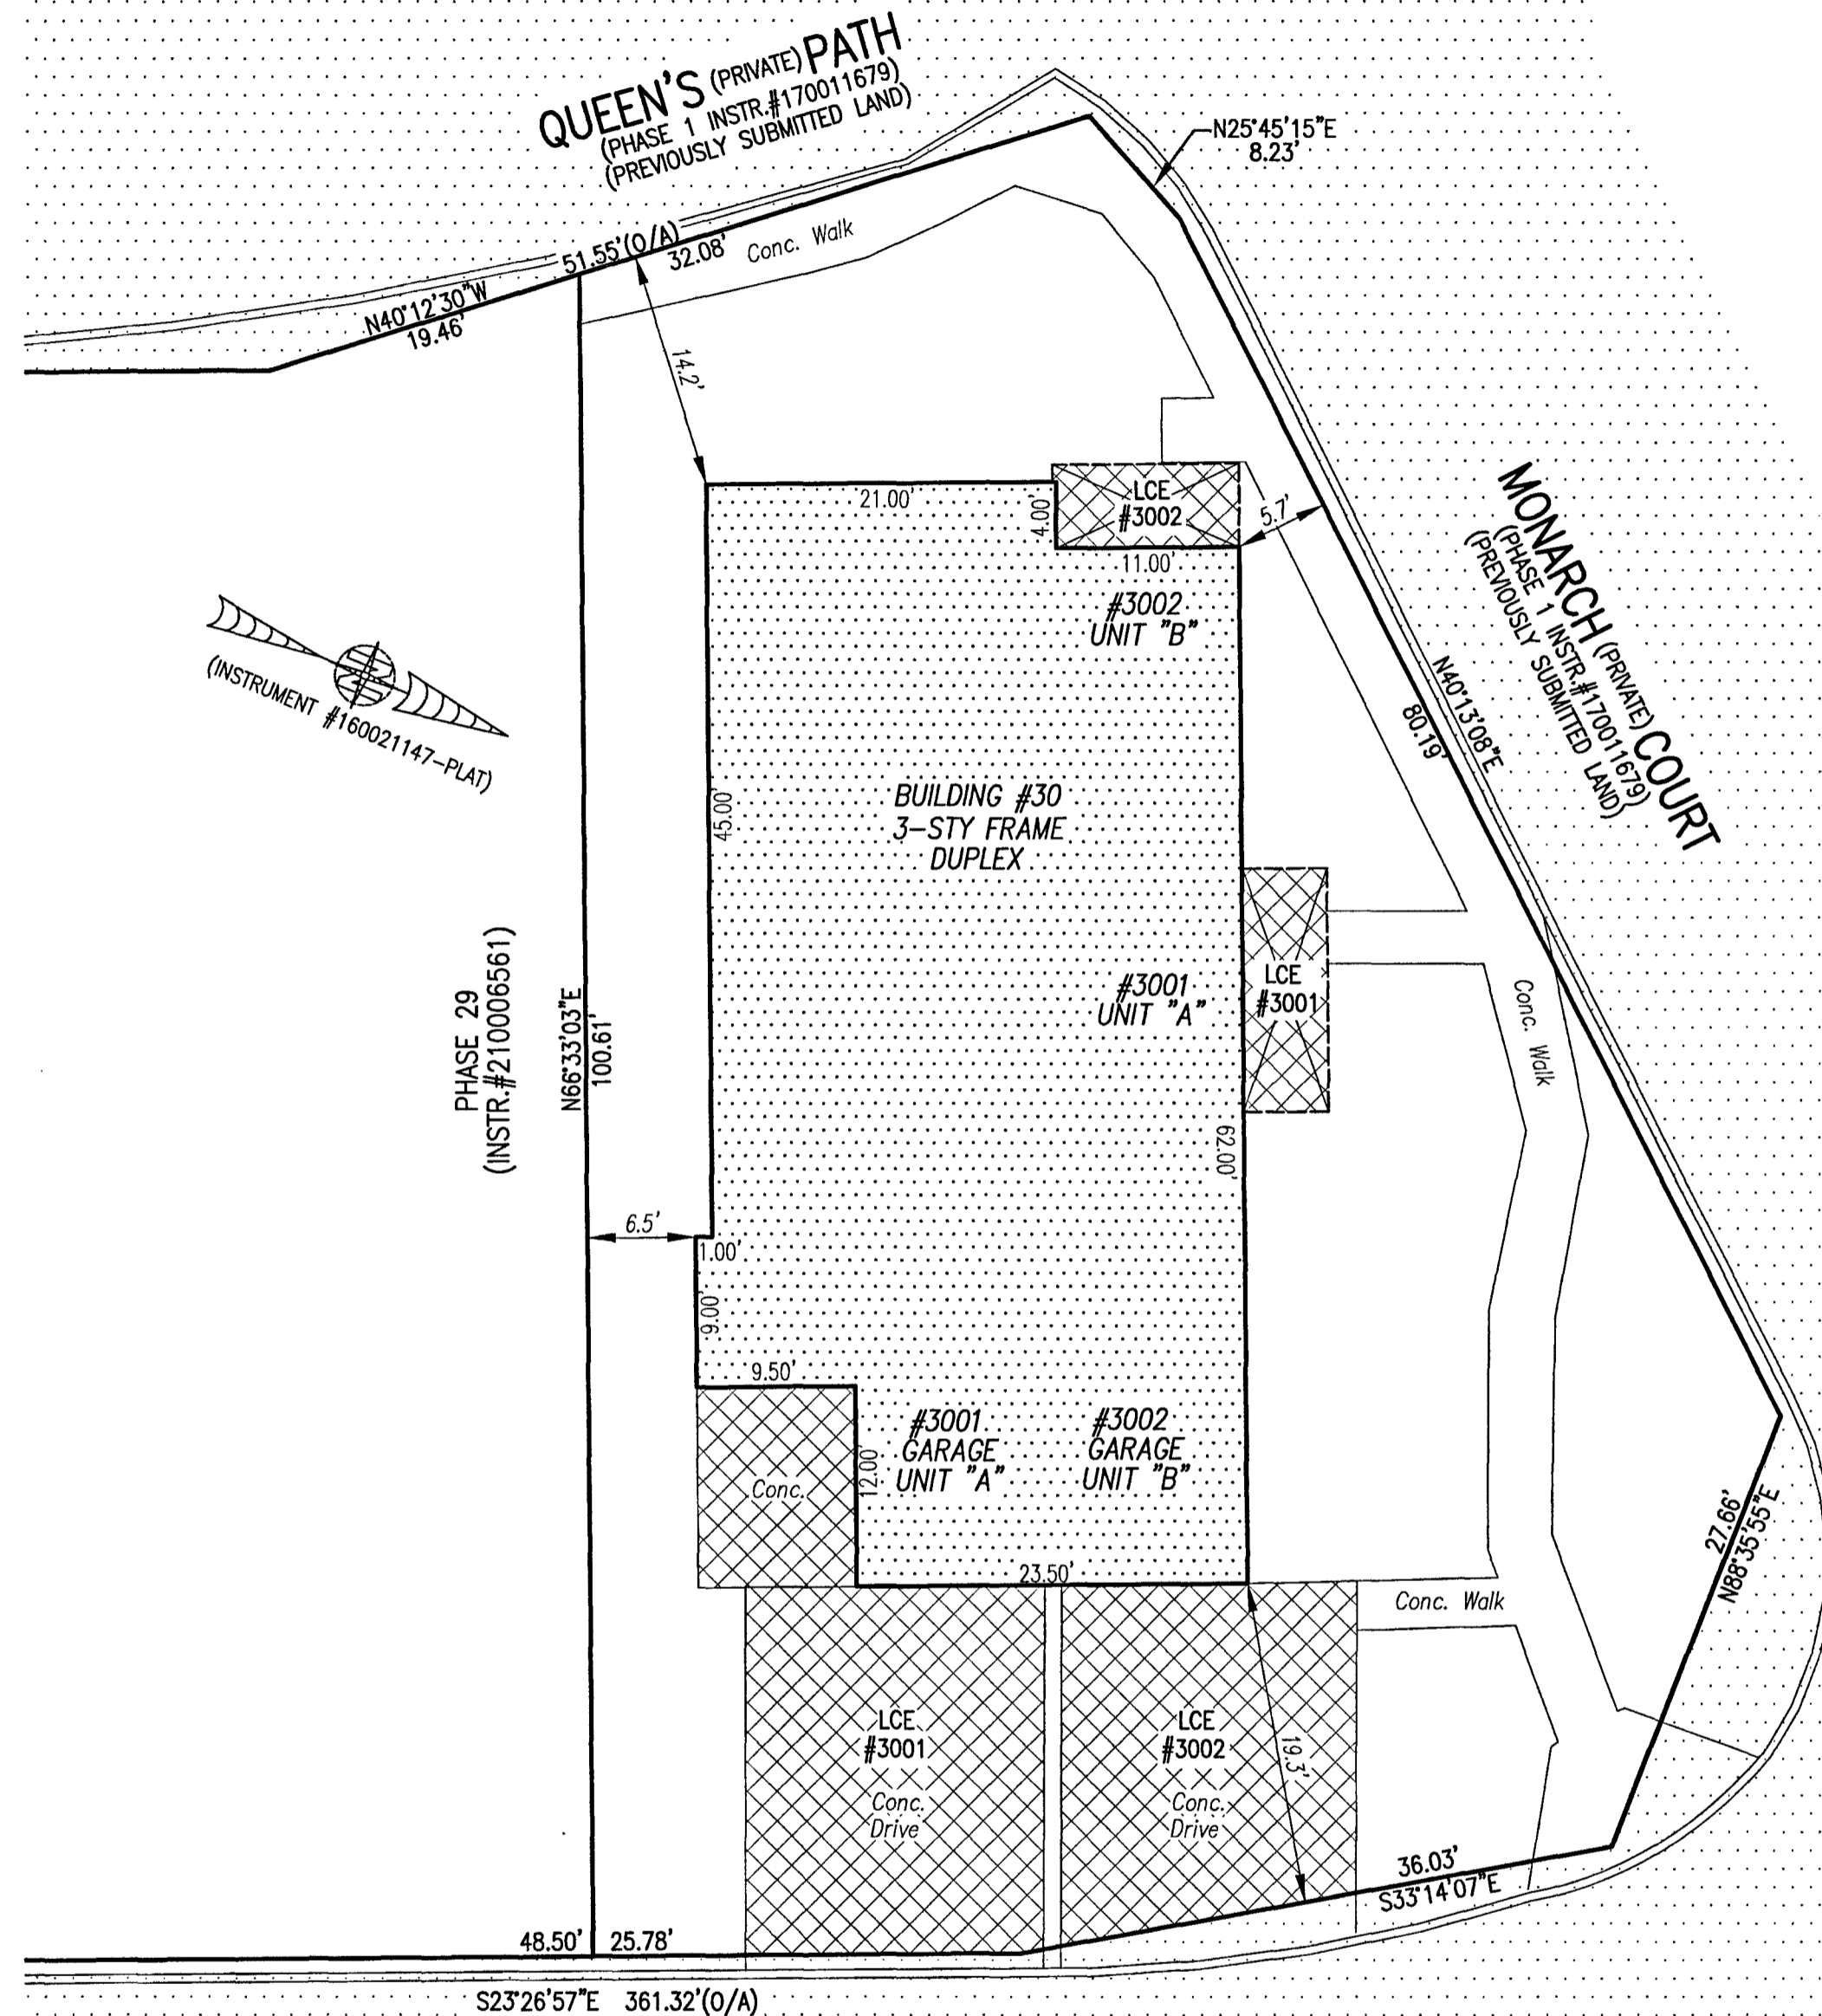 QUEEN'S (PRIVATE) PATH
(PHASE 1 INSTR.#170011679)
(PREVIOUSLY SUBMITTED LAND)
N25°45'15"E
8.23'
51.55'(O/A)
32.08'
Conc. Walk
N40°12'30"W
19.46'
14.2'
21.00'
4.00'
LCE
#3002
11.00'
5.7'
MONARCH (PRIVATE) COURT
(PHASE 1 INSTR.#170011679)
(PREVIOUSLY SUBMITTED LAND)
#3002
UNIT "B"
(INSTRUMENT #160021147-PLAT)
N40°13'08"E
80.19'
45.00'
BUILDING #30
3-STY FRAME
DUPLEX
PHASE 29
(INSTR.#210006561)
N66°33'03"E
100.61'
#3001
UNIT "A"
LCE
#3001
Conc. Walk
62.00'
6.5'
1.00'
9.00'
9.50'
Conc.
12.00'
#3001
GARAGE
UNIT "A"
#3002
GARAGE
UNIT "B"
23.50'
27.66'
N88°35'55"E
Conc. Walk
LCE
#3001
Conc.
Drive
LCE
#3002
Conc.
Drive
19.3'
36.03'
S33°14'07"E
48.50'
25.78'
S23°26'57"E 361.32'(O/A)